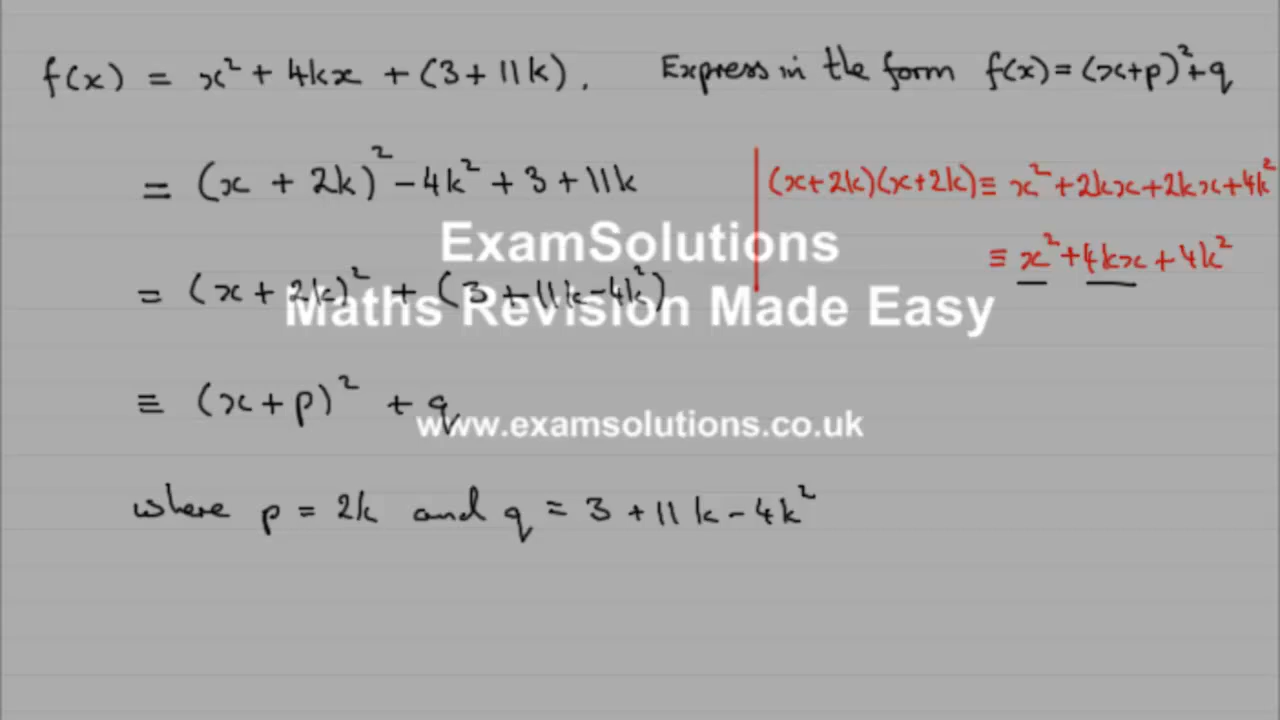 f(x) = x² + 4kx + (3 + 11k). Express in the form f(x) = (x+p)² + q
= (x + 2k)² - 4k² + 3 + 11k
(x+2k)(x+2k) ≡ x² + 2kx + 2kx + 4k²
ExamSolutions
≡ x² + 4kx + 4k²
= (x + 2k)² + (3 + 11k - 4k²)
Maths Revision Made Easy
≡ (x + p)² + q
www.examsolutions.co.uk
where p = 2k and q = 3 + 11k - 4k²